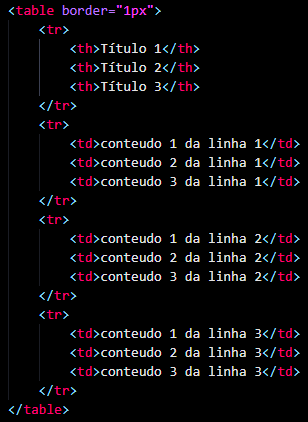 <table border="1px">
    <tr>
        <th>Título 1</th>
        <th>Título 2</th>
        <th>Título 3</th>
    </tr>
    <tr>
        <td>conteudo 1 da linha 1</td>
        <td>conteudo 2 da linha 1</td>
        <td>conteudo 3 da linha 1</td>
    </tr>
    <tr>
        <td>conteudo 1 da linha 2</td>
        <td>conteudo 2 da linha 2</td>
        <td>conteudo 3 da linha 2</td>
    </tr>
    <tr>
        <td>conteudo 1 da linha 3</td>
        <td>conteudo 2 da linha 3</td>
        <td>conteudo 3 da linha 3</td>
    </tr>
</table>